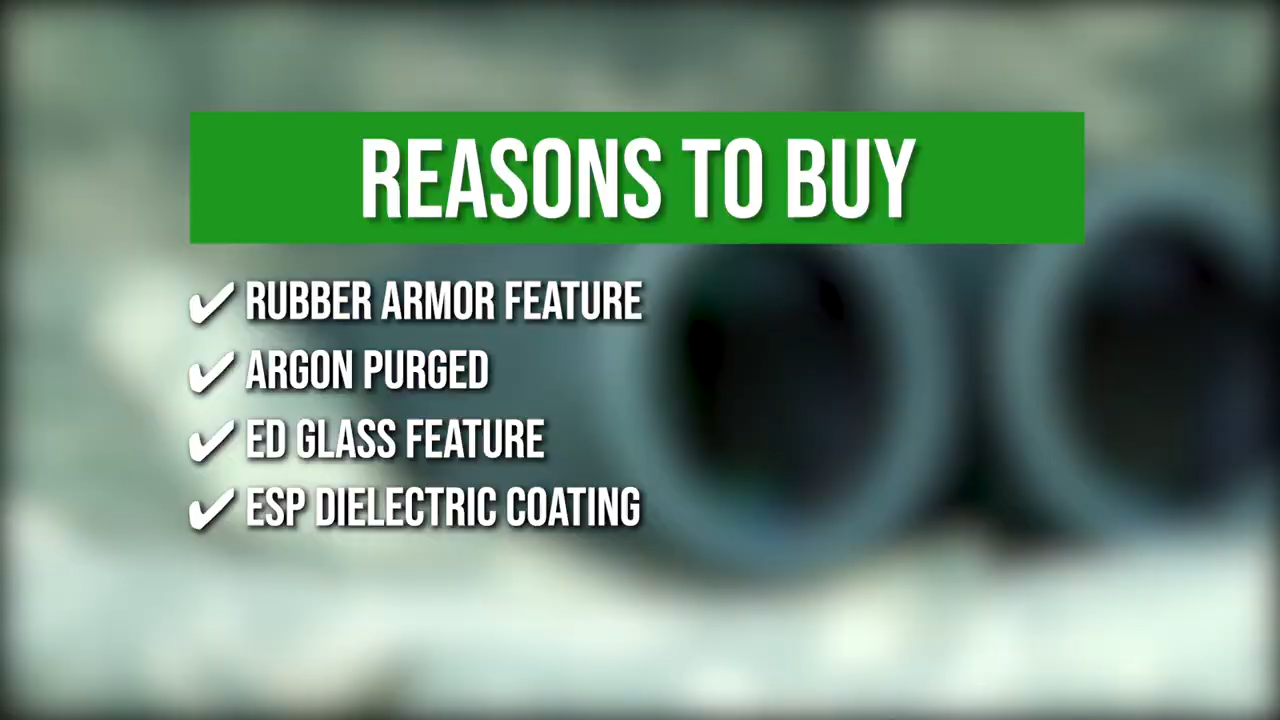 REASONS TO BUY
✔ RUBBER ARMOR FEATURE
✔ ARGON PURGED
✔ ED GLASS FEATURE
✔ ESP DIELECTRIC COATING